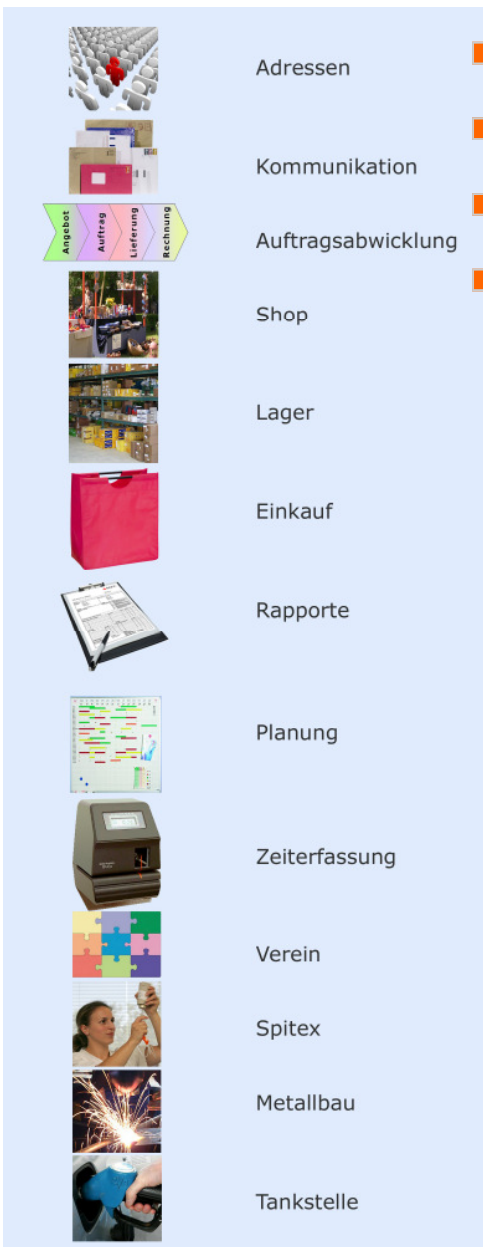 Adressen
Kommunikation
Angebot
Auftrag
Lieferung
Rechnung
Auftragsabwicklung
Shop
Lager
Einkauf
Rapporte
Planung
Zeiterfassung
Verein
Spitex
Metallbau
Tankstelle